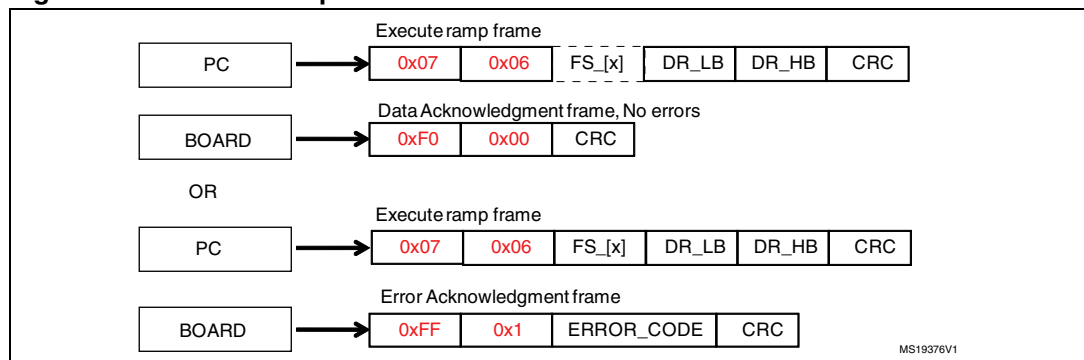 Execute ramp frame
PC 0x07 0x06 FS_[x] DR_LB DR_HB CRC
Data Acknowledgment frame, No errors
BOARD 0xF0 0x00 CRC
OR
Execute ramp frame
PC 0x07 0x06 FS_[x] DR_LB DR_HB CRC
Error Acknowledgment frame
BOARD 0xFF 0x1 ERROR_CODE CRC
MS19376V1